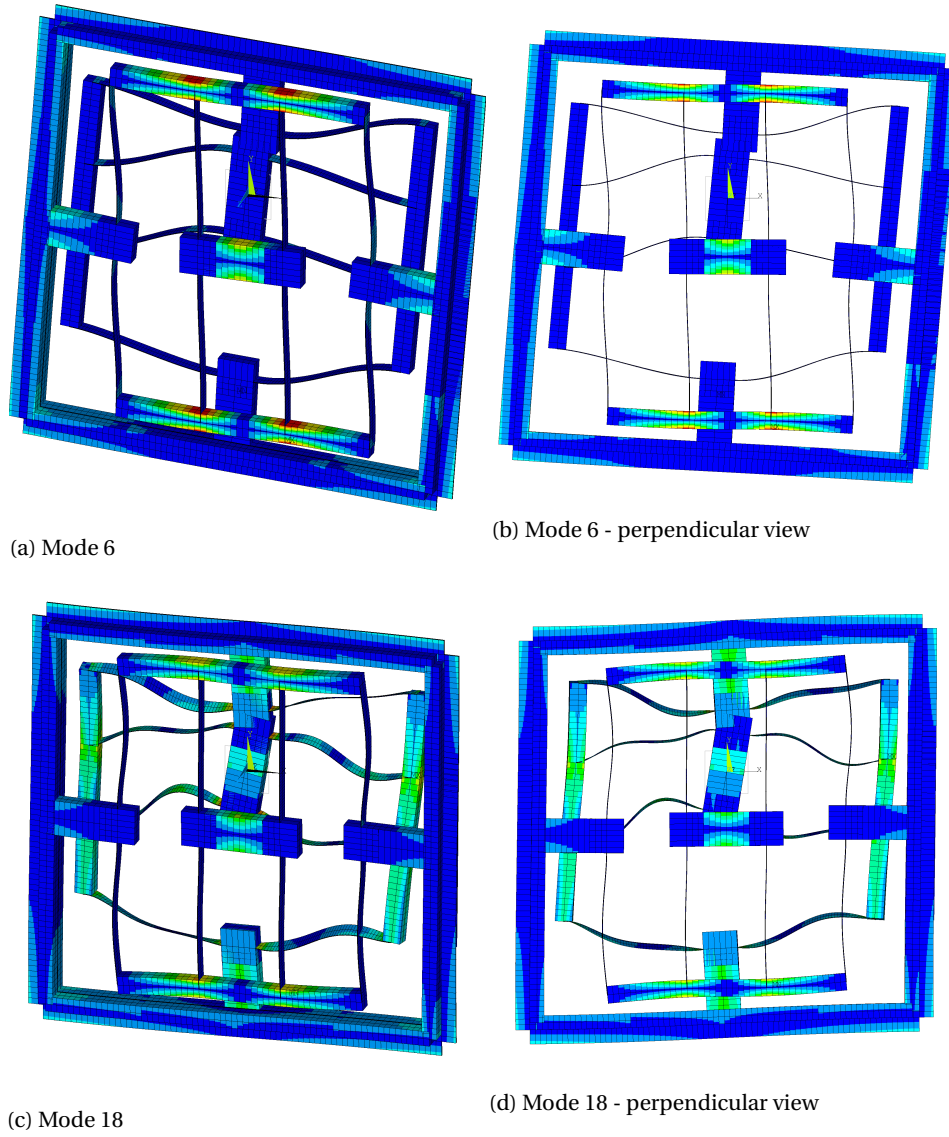 (a) Mode 6
(b) Mode 6 - perpendicular view
(c) Mode 18
(d) Mode 18 - perpendicular view